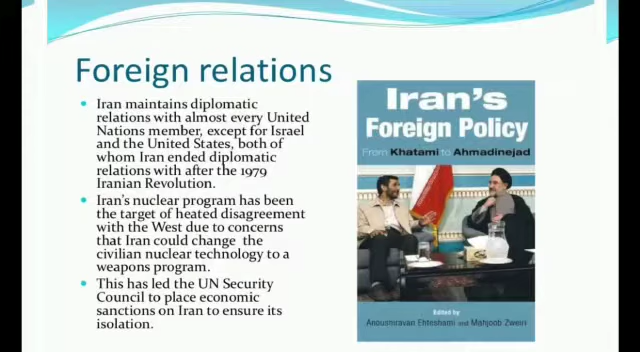 Foreign relations
Iran maintains diplomatic
relations with almost every United
Nations member, except for Israel
and the United States, both of
whom Iran ended diplomatic
relations with after the 1979
Iranian Revolution.
Iran's nuclear program has been
the target of heated disagreement
with the West due to concerns
that Iran could change the
civilian nuclear technology to a
weapons program.
This has led the UN Security
Council to place economic
sanctions on Iran to ensure its
isolation.
Iran's
Foreign Policy
From Khatami to Ahmadinejad
Edited by
Anoushiravan Ehteshami and Mahjoob Zweiri